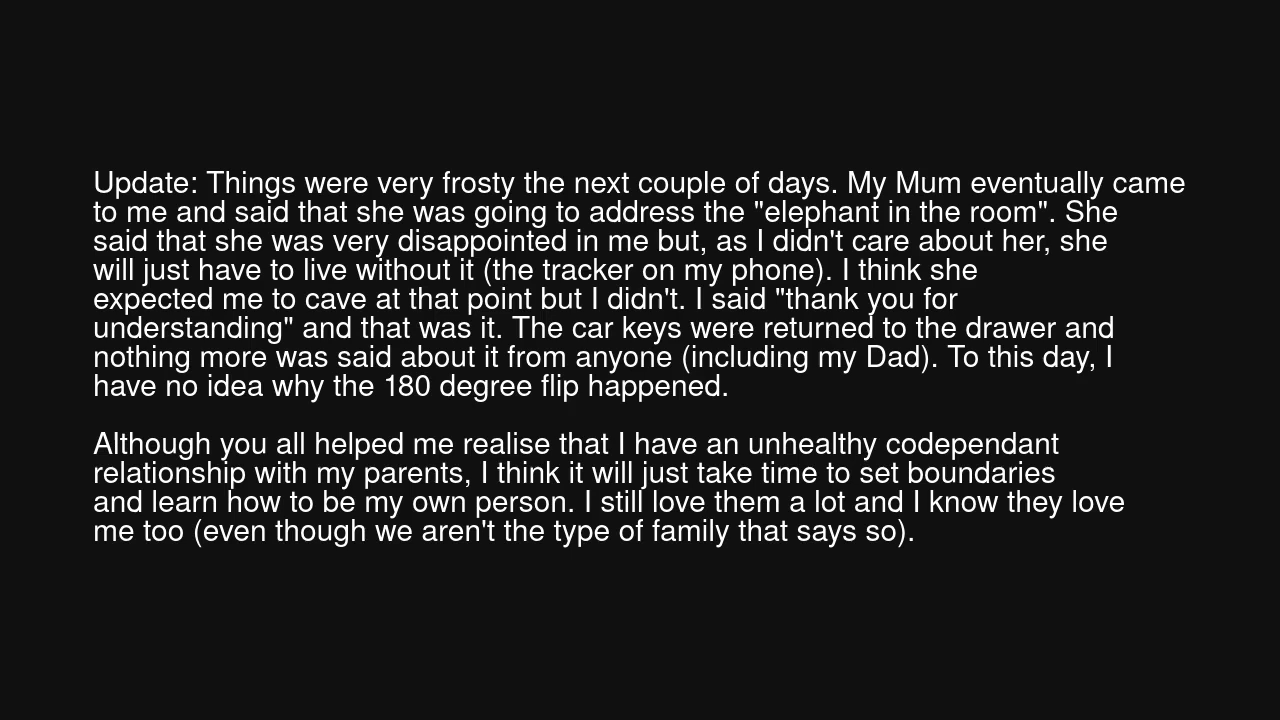 Update: Things were very frosty the next couple of days. My Mum eventually came
to me and said that she was going to address the "elephant in the room". She
said that she was very disappointed in me but, as I didn't care about her, she
will just have to live without it (the tracker on my phone). I think she
expected me to cave at that point but I didn't. I said "thank you for
understanding" and that was it. The car keys were returned to the drawer and
nothing more was said about it from anyone (including my Dad). To this day, I
have no idea why the 180 degree flip happened.

Although you all helped me realise that I have an unhealthy codependant
relationship with my parents, I think it will just take time to set boundaries
and learn how to be my own person. I still love them a lot and I know they love
me too (even though we aren't the type of family that says so).